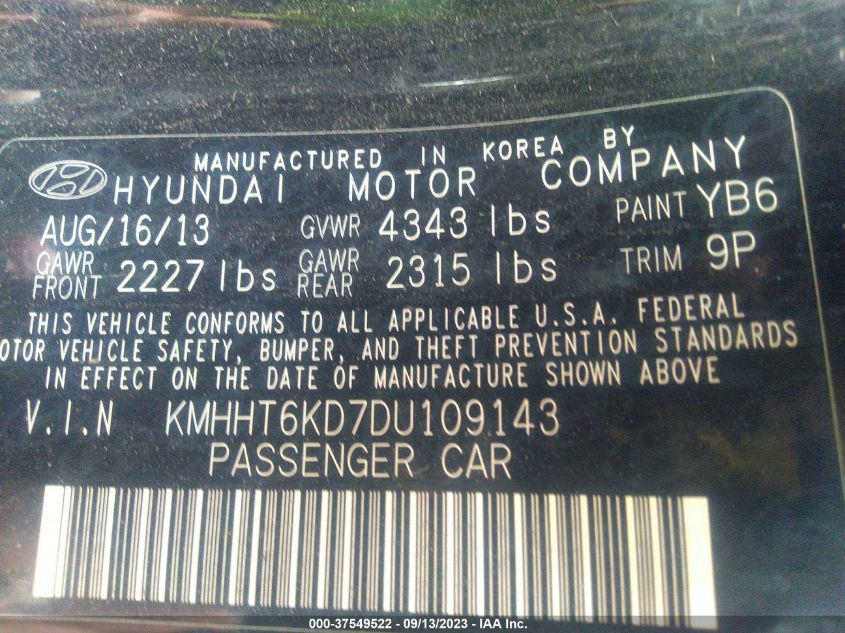 MANUFACTURED IN KOREA BY
HYUNDAI MOTOR COMPANY
AUG/16/13 GVWR 4343 lbs PAINT YB6
GAWR FRONT 2227 lbs GAWR REAR 2315 lbs TRIM 9P
THIS VEHICLE CONFORMS TO ALL APPLICABLE U.S.A. FEDERAL
OTOR VEHICLE SAFETY, BUMPER, AND THEFT PREVENTION STANDARDS
IN EFFECT ON THE DATE OF MANUFACTURE SHOWN ABOVE
V.I.N KMHHT6KD7DU109143
PASSENGER CAR
000-37549522 - 09/13/2023 - IAA Inc.